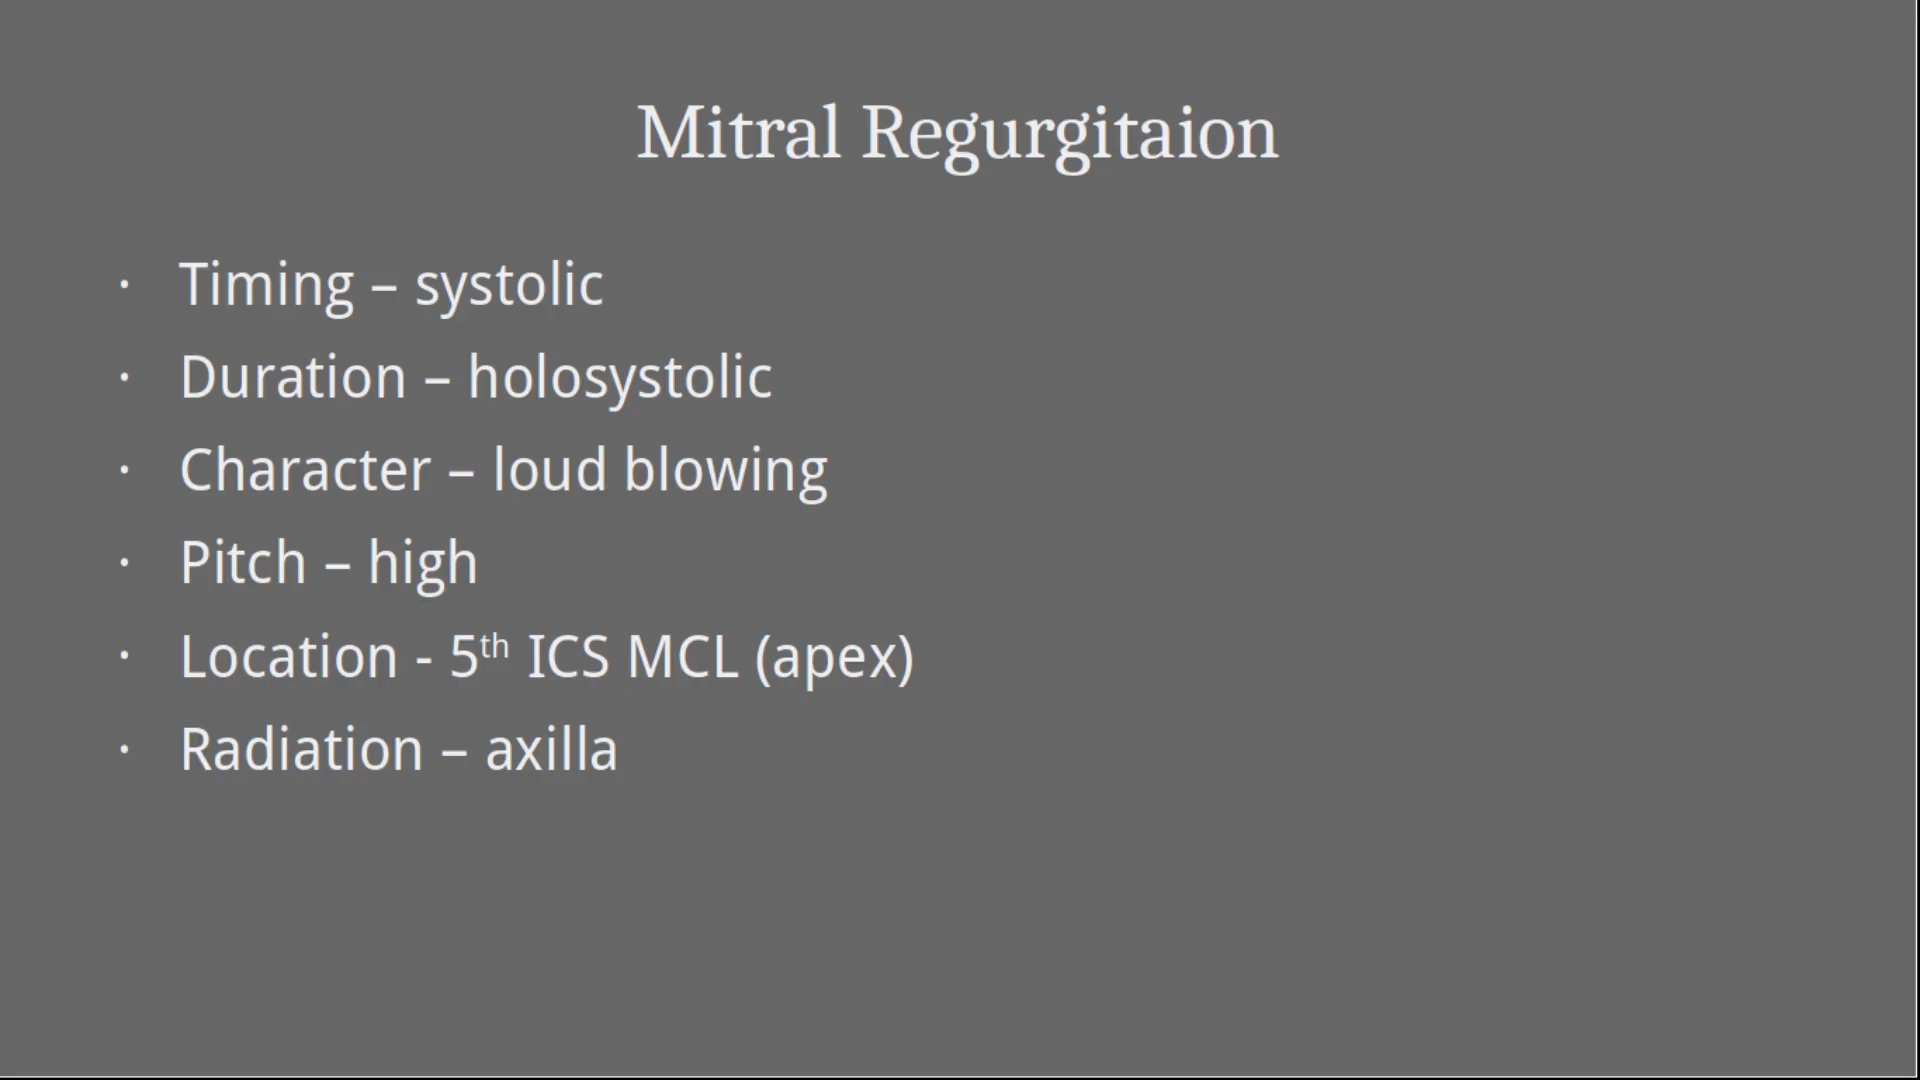 Mitral Regurgitaion
· Timing – systolic
· Duration – holosystolic
· Character – loud blowing
· Pitch – high
· Location - 5th ICS MCL (apex)
· Radiation – axilla